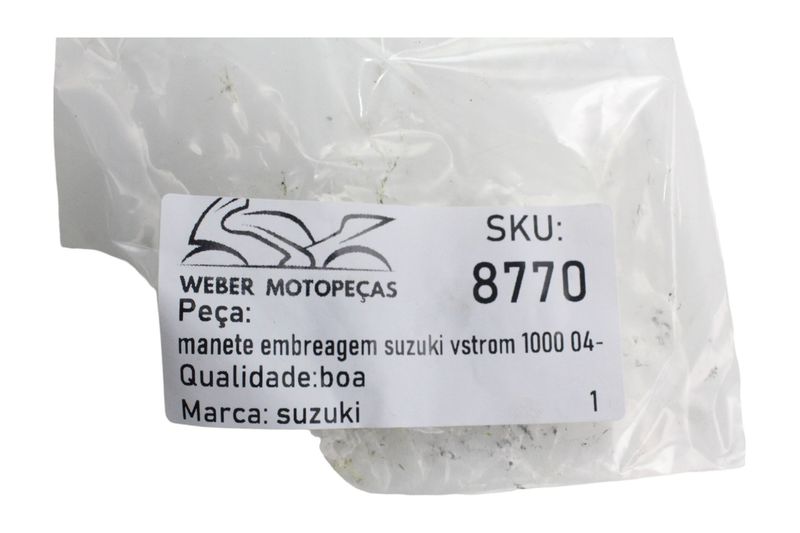 SKU:
8770
WEBER MOTOPEÇAS
Peça:
manete embreagem suzuki vstrom 1000 04-
Qualidade:boa
Marca: suzuki
1